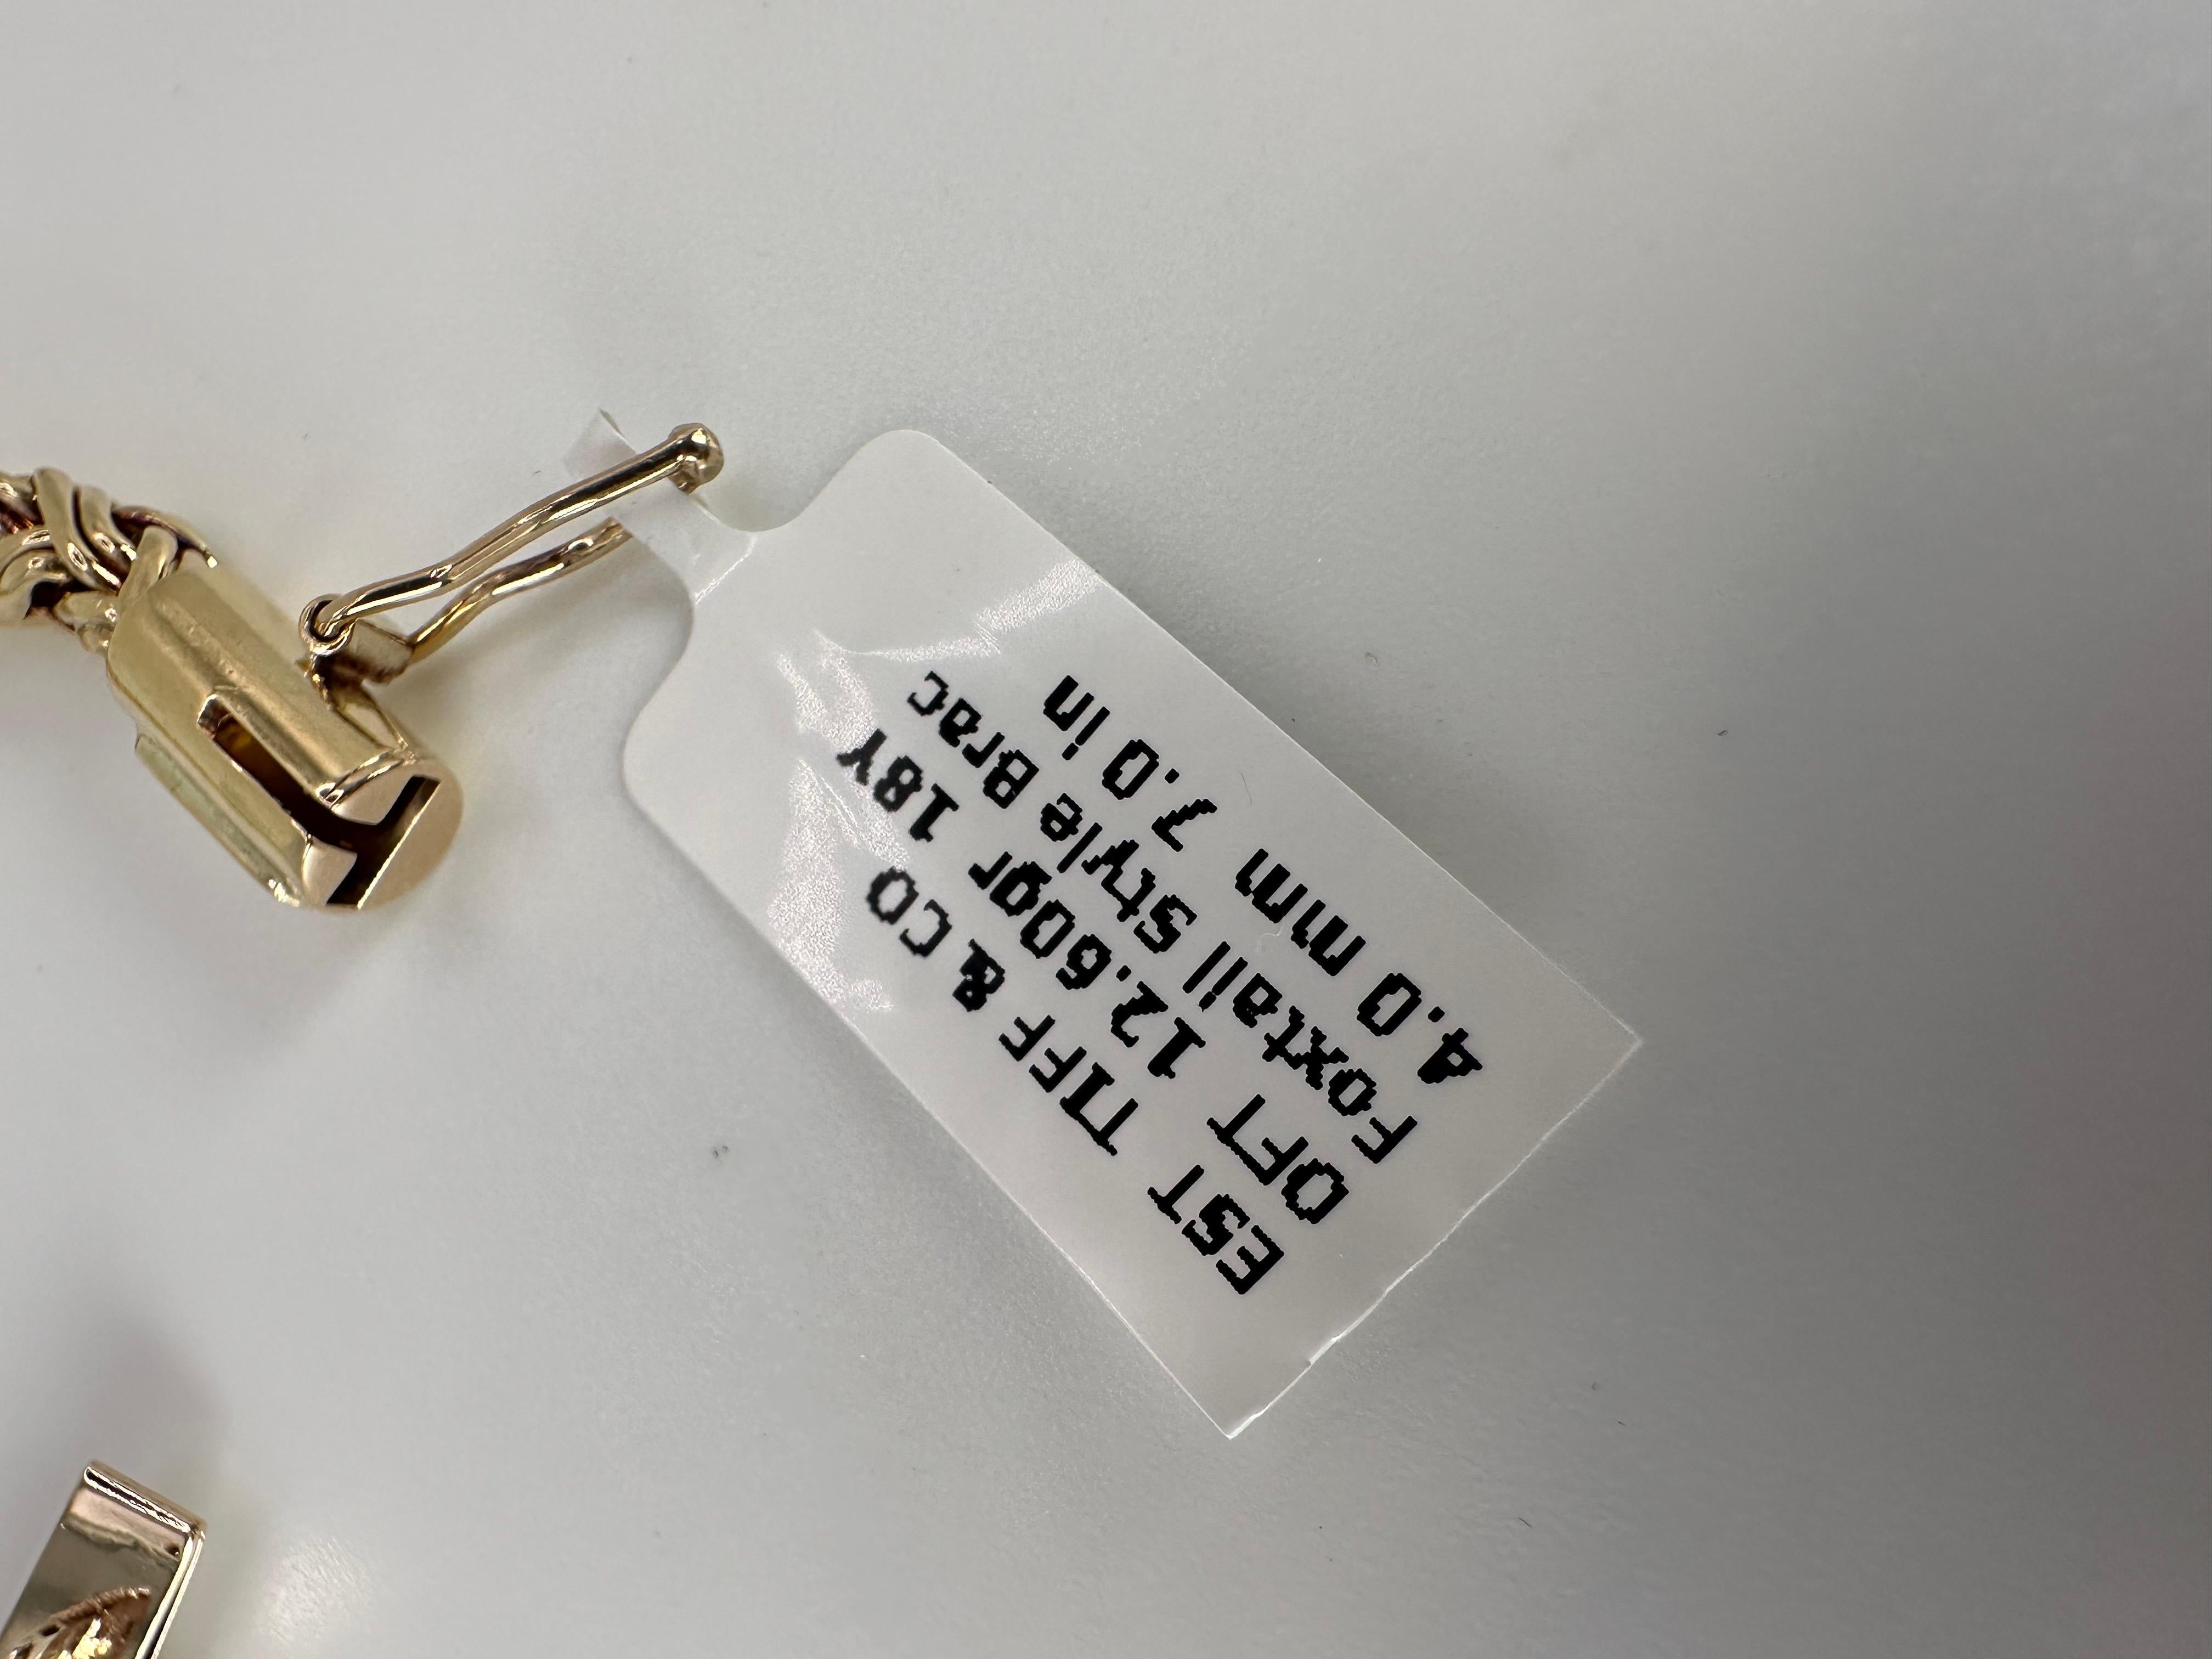 EST TIFF & CO
OFT 12.60gr 18Y
Foxtail Style Brac
4.0 mm 7.0 in